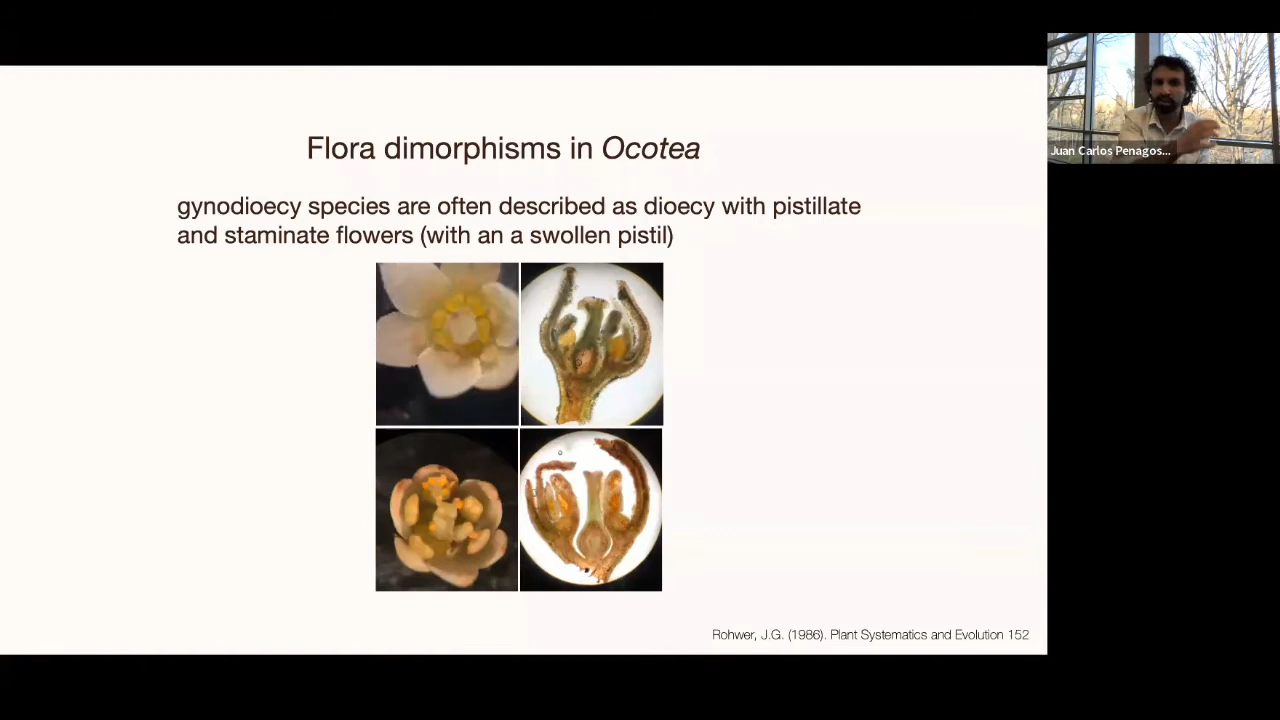 Flora dimorphisms in Ocotea
gynodioecy species are often described as dioecy with pistillate
and staminate flowers (with an a swollen pistil)
Rohwer, J.G. (1986). Plant Systematics and Evolution 152
Juan Carlos Penagos...